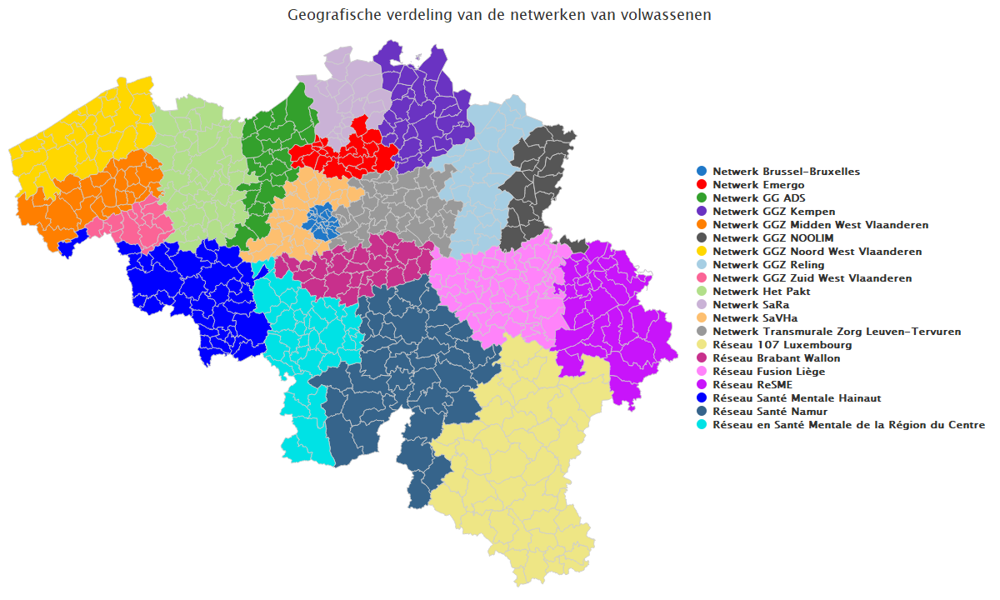 Geografische verdeling van de netwerken van volwassenen
Netwerk Brussel-Bruxelles
Netwerk Emergo
Netwerk GG ADS
Netwerk GGZ Kempen
Netwerk GGZ Midden West Vlaanderen
Netwerk GGZ NOOLIM
Netwerk GGZ Noord West Vlaanderen
Netwerk GGZ Reling
Netwerk GGZ Zuid West Vlaanderen
Netwerk Het Pakt
Netwerk SaRa
Netwerk SaVHa
Netwerk Transmurale Zorg Leuven-Tervuren
Réseau 107 Luxembourg
Réseau Brabant Wallon
Réseau Fusion Liège
Réseau ReSME
Réseau Santé Mentale Hainaut
Réseau Santé Namur
Réseau en Santé Mentale de la Région du Centre